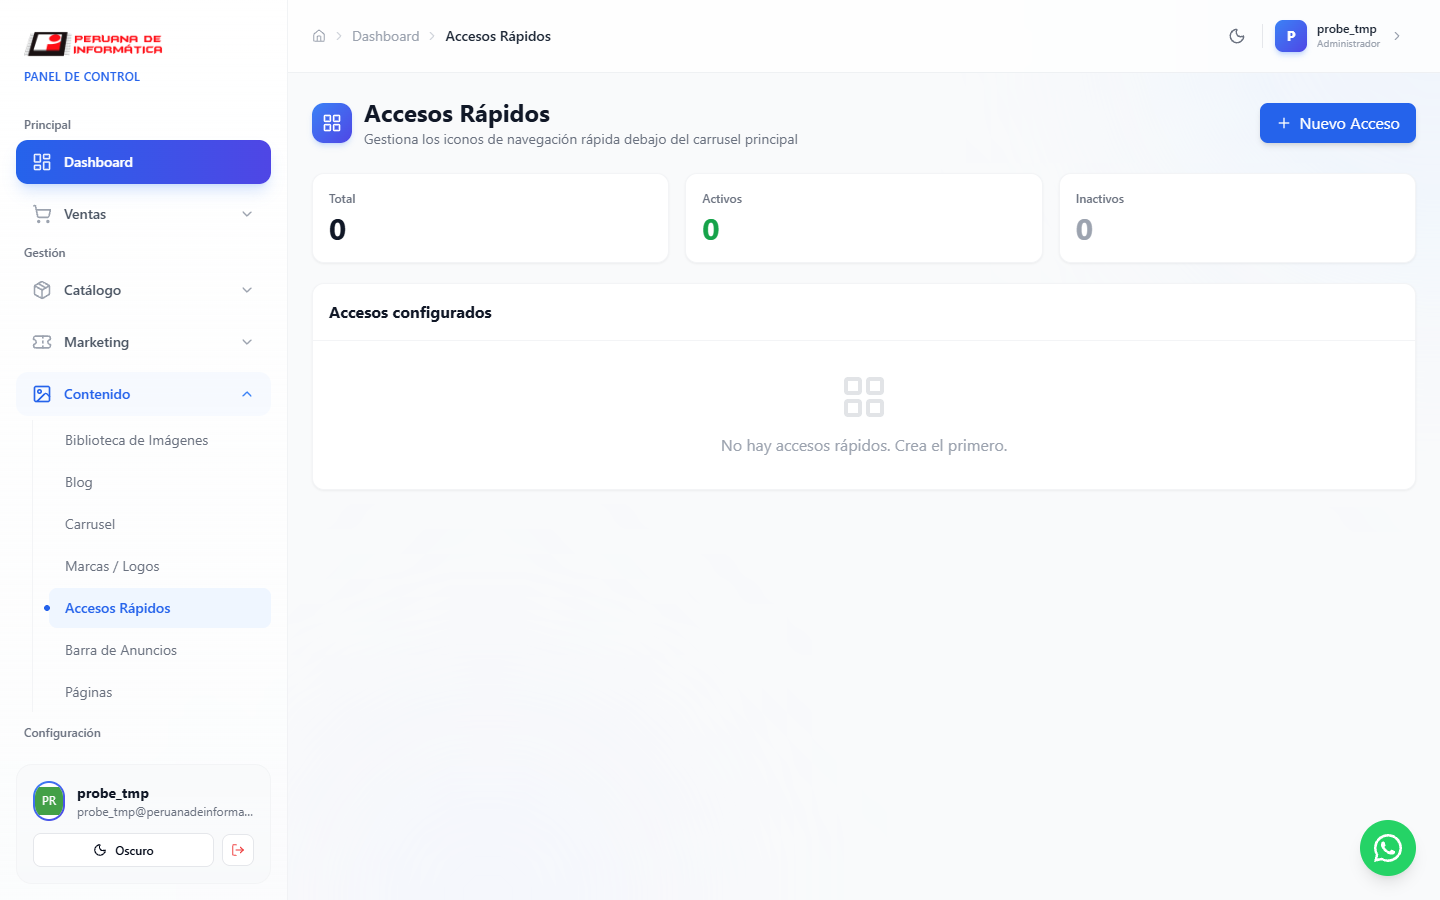 PERUANA DE
INFORMÁTICA
PANEL DE CONTROL
Principal
Dashboard
Ventas
Gestión
Catálogo
Marketing
Contenido
Biblioteca de Imágenes
Blog
Carrusel
Marcas / Logos
Accesos Rápidos
Barra de Anuncios
Páginas
Configuración
PR
probe_tmp
probe_tmp@peruanadeinforma...
Oscuro
Dashboard
Accesos Rápidos
P
probe_tmp
Administrador
Accesos Rápidos
Gestiona los iconos de navegación rápida debajo del carrusel principal
Nuevo Acceso
Total
0
Activos
0
Inactivos
0
Accesos configurados
No hay accesos rápidos. Crea el primero.